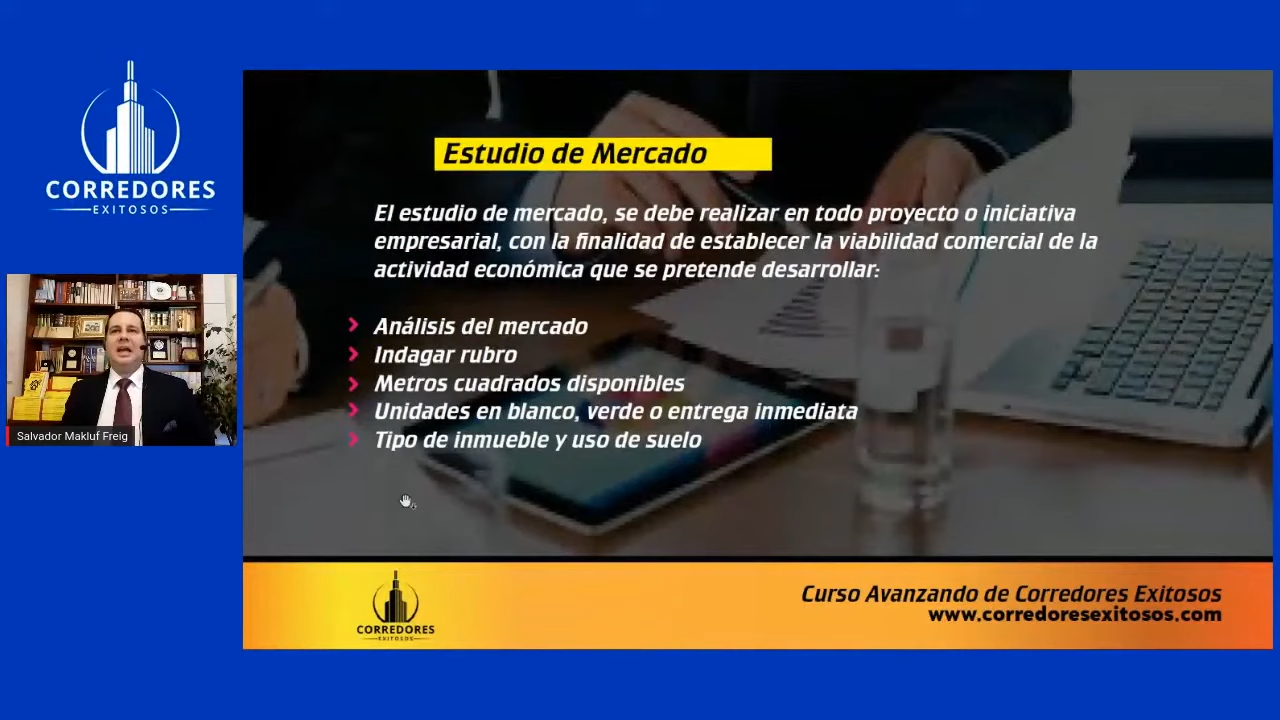 CORREDORES
EXITOSOS
Salvador Makluf Freig
Estudio de Mercado
El estudio de mercado, se debe realizar en todo proyecto o iniciativa
empresarial, con la finalidad de establecer la viabilidad comercial de la
actividad económica que se pretende desarrollar:
Análisis del mercado
Indagar rubro
Metros cuadrados disponibles
Unidades en blanco, verde o entrega inmediata
Tipo de inmueble y uso de suelo
CORREDORES
EXITOSOS
Curso Avanzando de Corredores Exitosos
www.corredoresexitosos.com